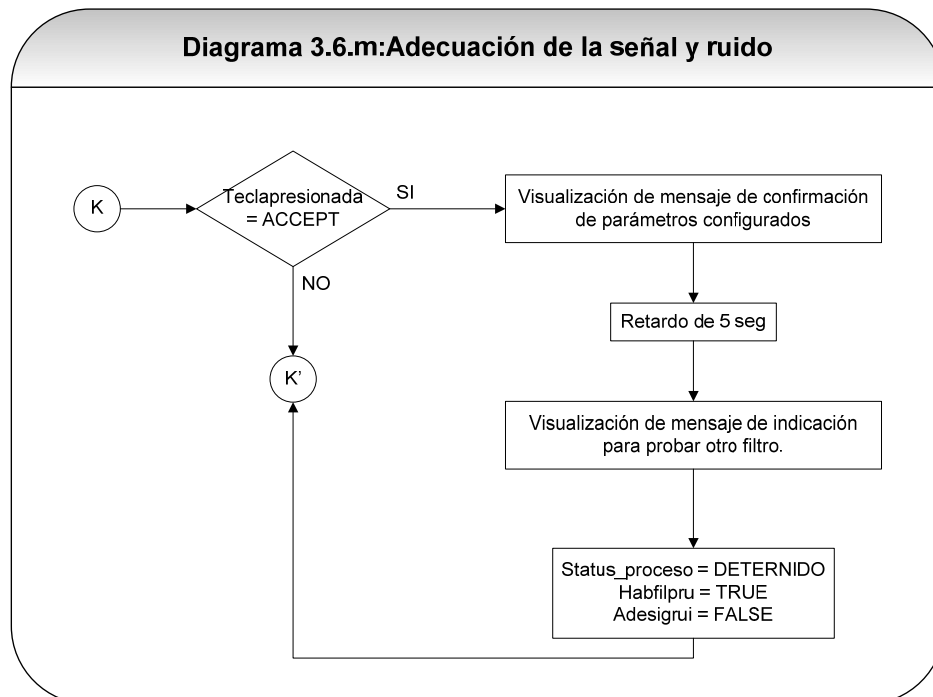 Diagrama 3.6.m:Adecuación de la señal y ruido
K
Teclapresionada
= ACCEPT
SI
Visualización de mensaje de confirmación
de parámetros configurados
NO
Retardo de 5 seg
K’
Visualización de mensaje de indicación
para probar otro filtro.
Status_proceso = DETERNIDO
Habfilpru = TRUE
Adesigrui = FALSE